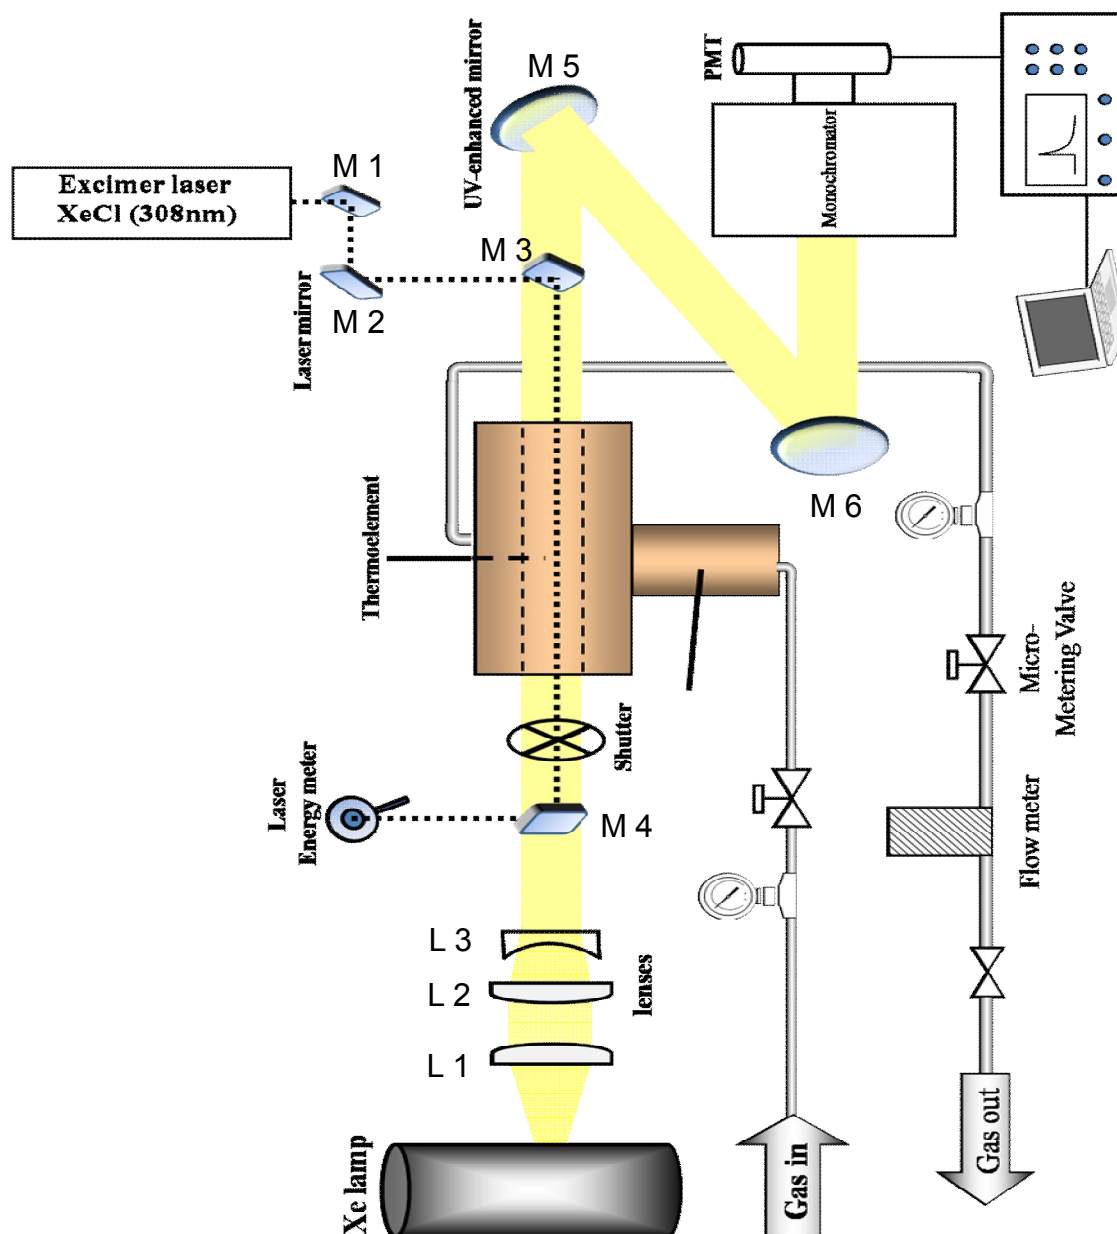 M 5
UV-enhanced mirror
PMT
Monochromator
Excimer laser
XeCl (308nm)
M 1
M 3
M 2
Laser mirror
M 6
Thermoelement
Micro-
Metering Valve
Shutter
Laser
Energy meter
M 4
Flow meter
L 3
L 2
lenses
L 1
Xe lamp
Gas in
Gas out